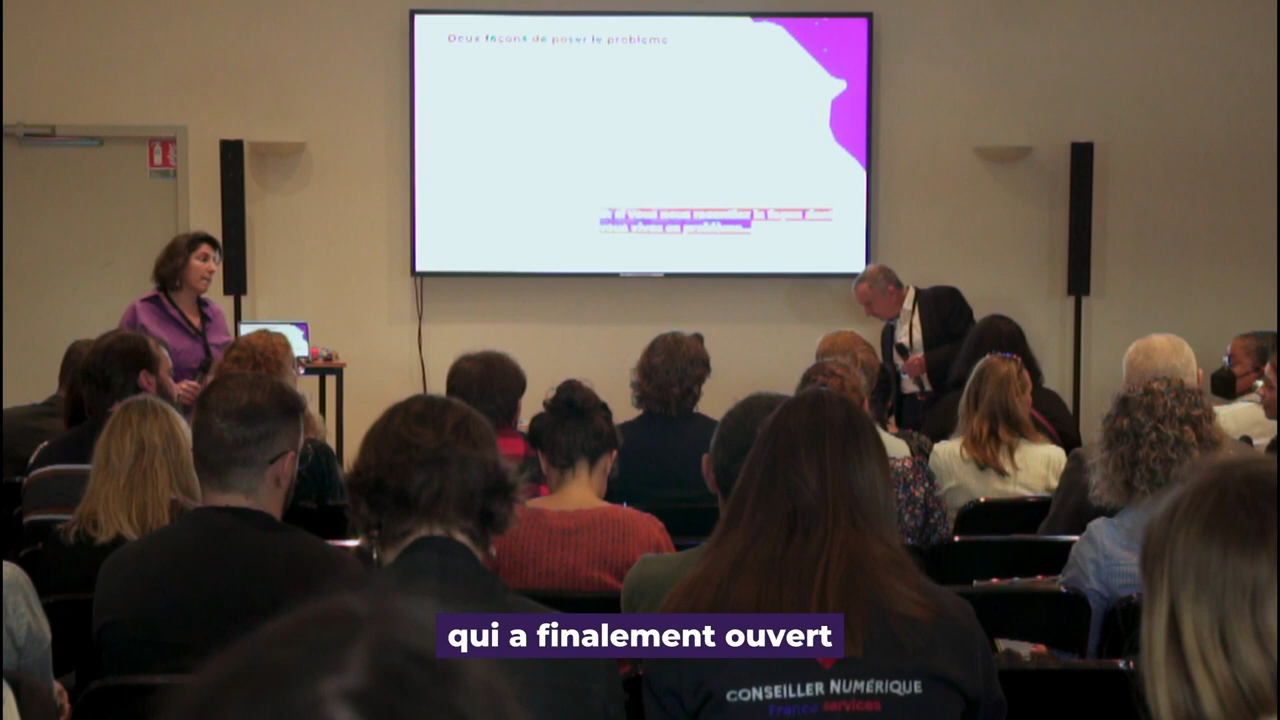 Deux façons de poser le problème
qui a finalement ouvert
CONSEILLER NUMÉRIQUE
France services